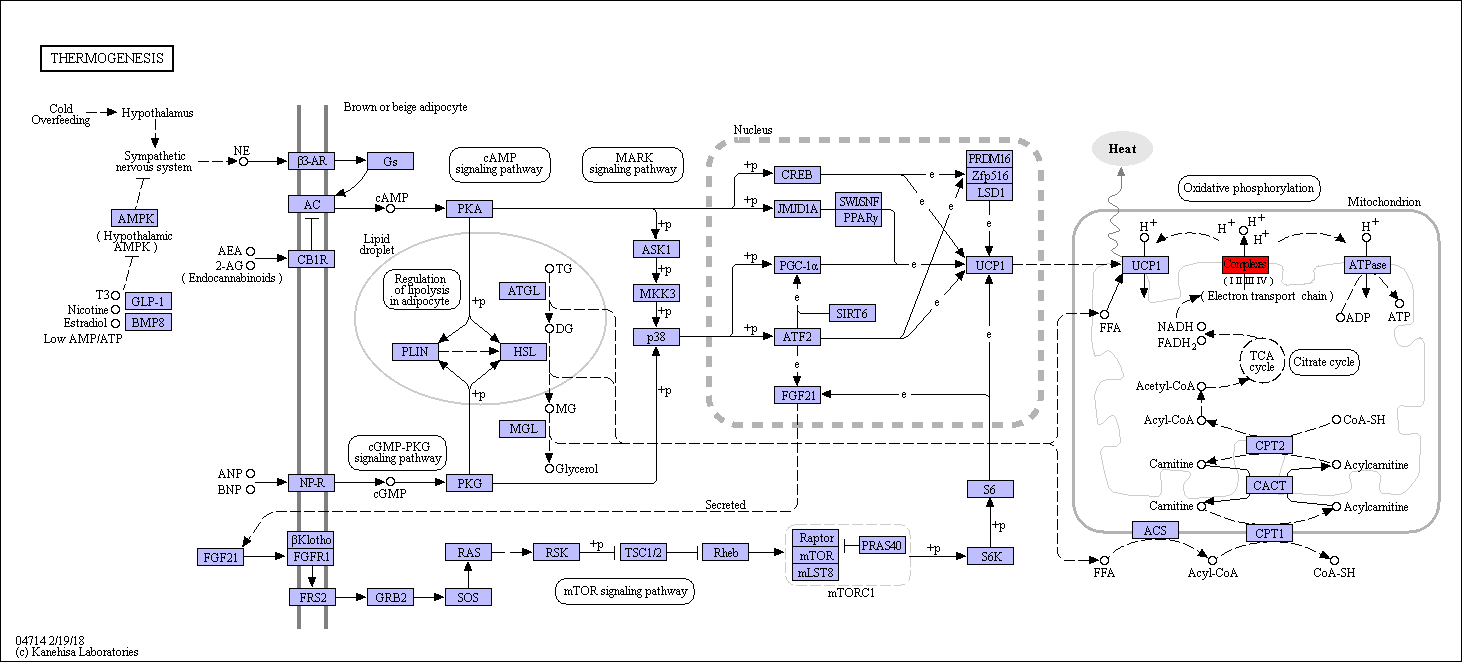 THERMOGENESIS
Cold
Overfeeding
Hypothalamus
Sympathetic
nervous system
AMPK
( Hypothalamic
AMPK )
T3
Nicotine
Estradiol
Low AMP/ATP
GLP-1
BMP8
NE
AEA
2-AG
( Endocannabinoids )
ANP
BNP
FGF21
Brown or beige adipocyte
β3-AR
Gs
AC
CB1R
NP-R
βKlotho
FGFR1
FRS2
GRB2
SOS
RAS
RSK
+p
TSC1/2
Rheb
mTOR signaling pathway
Raptor
mTOR
mLST8
PRAS40
mTORC1
+p
S6K
+p
S6
cAMP
cAMP
signaling pathway
PKA
MARK
signaling pathway
Lipid
droplet
Regulation
of lipolysis
in adipocyte
+p
PLIN
HSL
+p
ATGL
MGL
TG
DG
MG
Glycerol
cGMP-PKG
signaling pathway
cGMP
PKG
+p
ASK1
+p
MKK3
+p
p38
+p
+p
+p
+p
+p
Nucleus
CREB
JMJD1A
SWISNF
PPARγ
PGC-1α
SIRT6
ATF2
e
FGF21
e
e
e
e
e
e
e
e
PRDM16
Zfp516
LSD1
e
UCP1
e
e
Secreted
Heat
Oxidative phosphorylation
Mitochondrion
H+
UCP1
H+
H+
H+
Complexes
( I II III IV )
( Electron transport chain )
H+
ATPase
ADP
ATP
FFA
NADH
FADH2
TCA
cycle
Citrate cycle
Acetyl-CoA
Acyl-CoA
CoA-SH
CPT2
Carnitine
Acylcarnitine
CACT
Carnitine
Acylcarnitine
ACS
CPT1
FFA
Acyl-CoA
CoA-SH
04714 2/19/18
(c) Kanehisa Laboratories